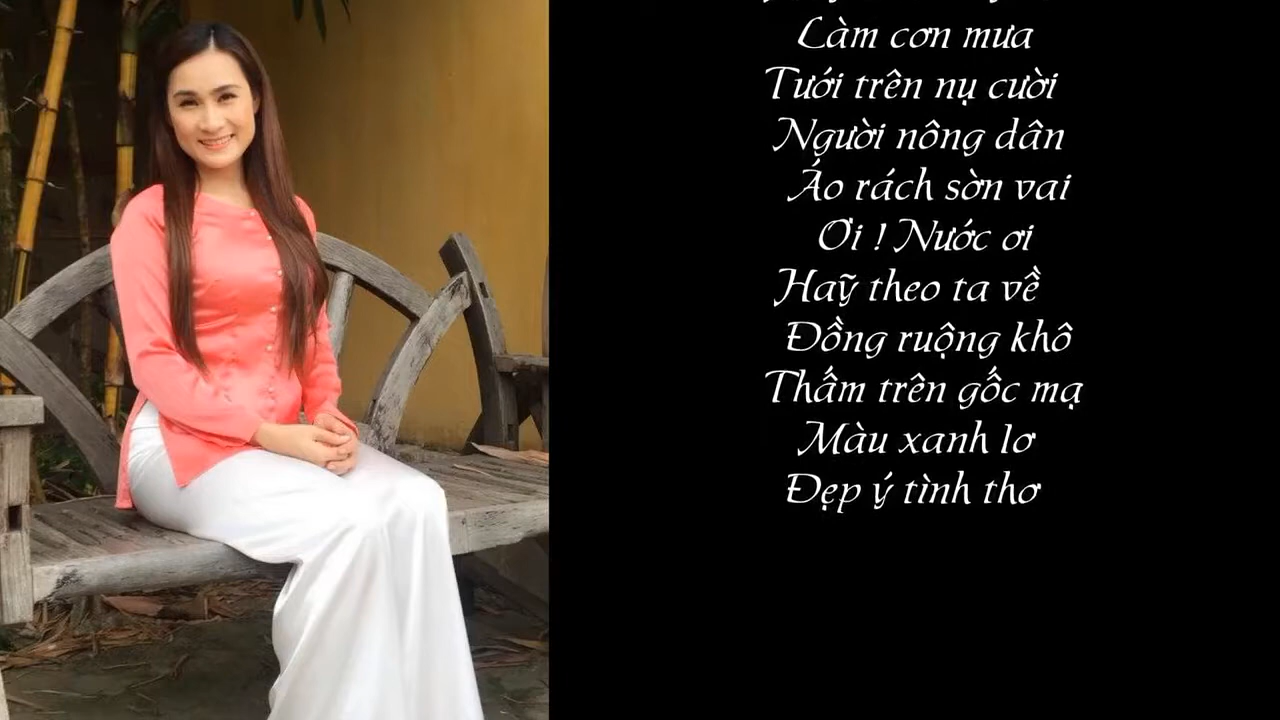 Làm cơn mưa
Tưới trên nụ cười
Người nông dân
Áo rách sờn vai
Ơi ! Nước ơi
Haỹ theo ta về
Đồng ruộng khô
Thấm trên gốc mạ
Màu xanh lơ
Đẹp ý tình thơ